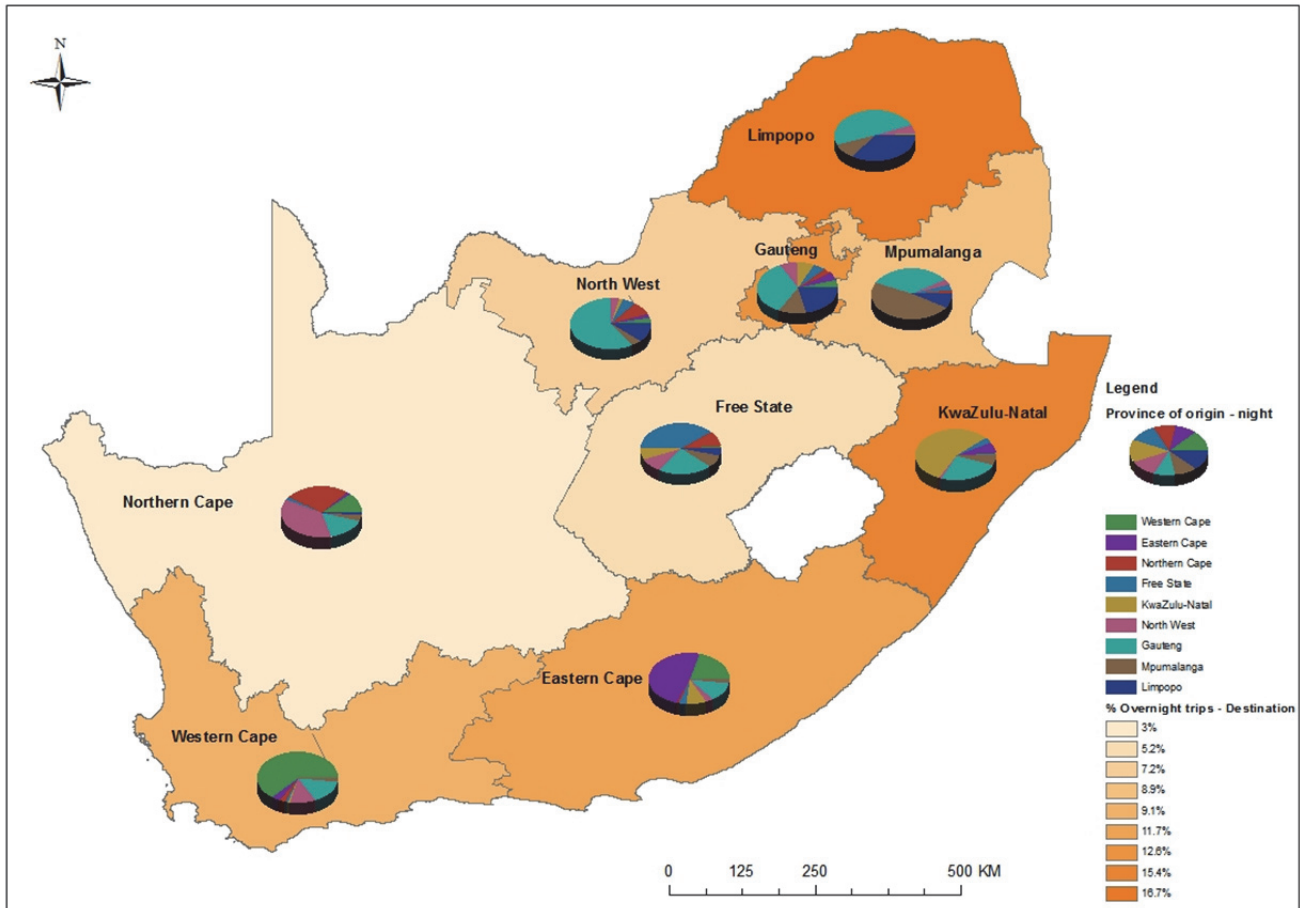 N
Limpopo
Gauteng
Mpumalanga
North West
Free State
KwaZulu-Natal
Northern Cape
Eastern Cape
Western Cape
Legend
Province of origin - night
Western Cape
Eastern Cape
Northern Cape
Free State
KwaZulu-Natal
North West
Gauteng
Mpumalanga
Limpopo
% Overnight trips - Destination
3%
5.2%
7.2%
8.9%
9.1%
11.7%
12.6%
15.4%
16.7%
0 125 250 500 KM